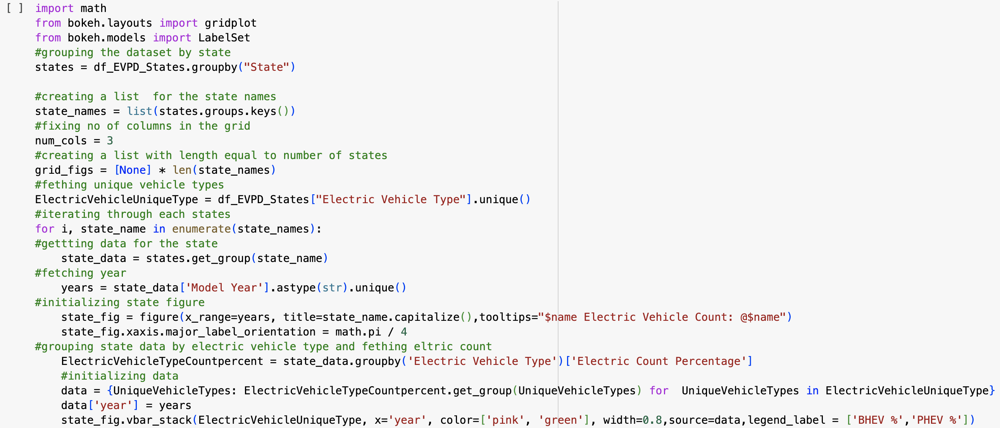 [ ] import math
from bokeh.layouts import gridplot
from bokeh.models import LabelSet
#grouping the dataset by state
states = df_EVPD_States.groupby("State")

#creating a list  for the state names
state_names = list(states.groups.keys())
#fixing no of columns in the grid
num_cols = 3
#creating a list with length equal to number of states
grid_figs = [None] * len(state_names)
#fething unique vehicle types
ElectricVehicleUniqueType = df_EVPD_States["Electric Vehicle Type"].unique()
#iterating through each states
for i, state_name in enumerate(state_names):
#gettting data for the state
    state_data = states.get_group(state_name)
#fetching year
    years = state_data['Model Year'].astype(str).unique()
#initializing state figure
    state_fig = figure(x_range=years, title=state_name.capitalize(),tooltips="$name Electric Vehicle Count: @$name")
    state_fig.xaxis.major_label_orientation = math.pi / 4
#grouping state data by electric vehicle type and fething eltric count
    ElectricVehicleTypeCountpercent = state_data.groupby('Electric Vehicle Type')['Electric Count Percentage']
    #initializing data
    data = {UniqueVehicleTypes: ElectricVehicleTypeCountpercent.get_group(UniqueVehicleTypes) for  UniqueVehicleTypes in ElectricVehicleUniqueType}
    data['year'] = years
    state_fig.vbar_stack(ElectricVehicleUniqueType, x='year', color=['pink', 'green'], width=0.8,source=data,legend_label = ['BHEV %','PHEV %'])